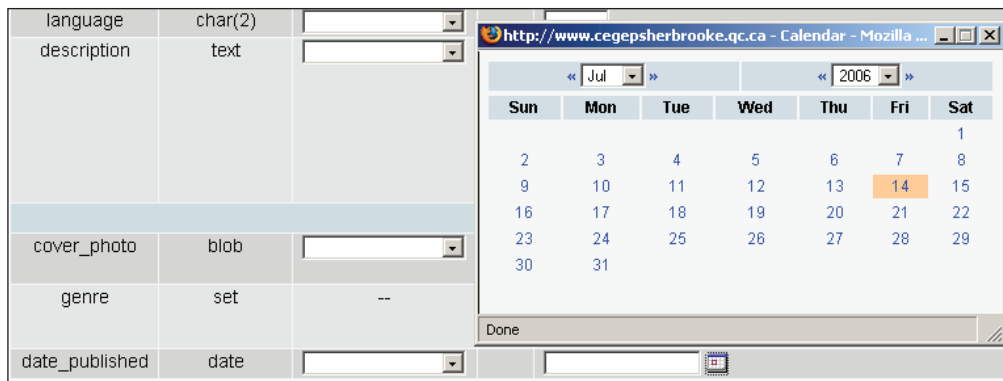 language char(2)
description text
cover_photo blob
genre set --
date_published date
http://www.cegepsherbrooke.qc.ca - Calendar - Mozilla ...
« Jul » « 2006 »
Sun Mon Tue Wed Thu Fri Sat
1
2 3 4 5 6 7 8
9 10 11 12 13 14 15
16 17 18 19 20 21 22
23 24 25 26 27 28 29
30 31
Done